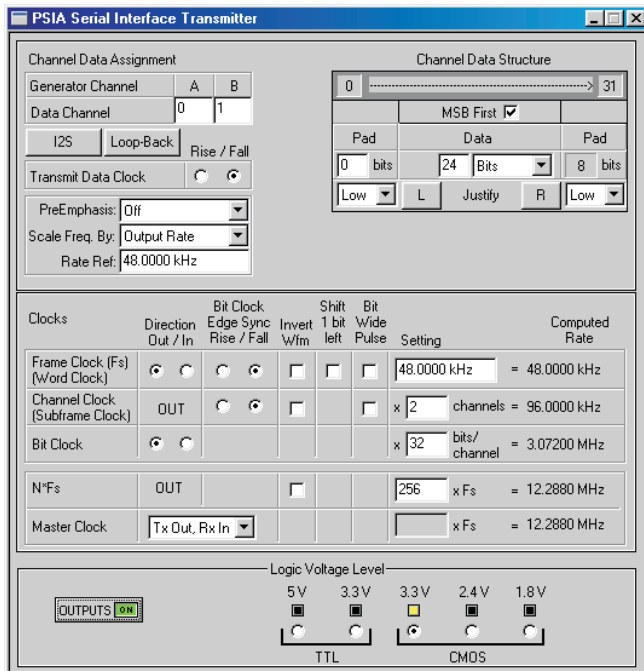 PSIA Serial Interface Transmitter
Channel Data Assignment
Generator Channel A B
Data Channel 0 1
I2S Loop-Back Rise / Fall
Transmit Data Clock
PreEmphasis: Off
Scale Freq. By: Output Rate
Rate Ref: 48.0000 kHz
Channel Data Structure
0 31
MSB First
Pad Data Pad
0 bits 24 Bits 8 bits
Low L Justify R Low
Clocks
Direction Out / In
Bit Clock Edge Sync Rise / Fall
Invert Wfm
Shift 1 bit left
Bit Wide Pulse
Setting
Computed Rate
Frame Clock (Fs) (Word Clock) 48.0000 kHz = 48.0000 kHz
Channel Clock (Subframe Clock) OUT x 2 channels = 96.0000 kHz
Bit Clock x 32 bits/ channel = 3.07200 MHz
N*Fs OUT 256 x Fs = 12.2880 MHz
Master Clock Tx Out, Rx In x Fs = 12.2880 MHz
Logic Voltage Level
OUTPUTS ON
5 V 3.3 V 3.3 V 2.4 V 1.8 V
TTL CMOS